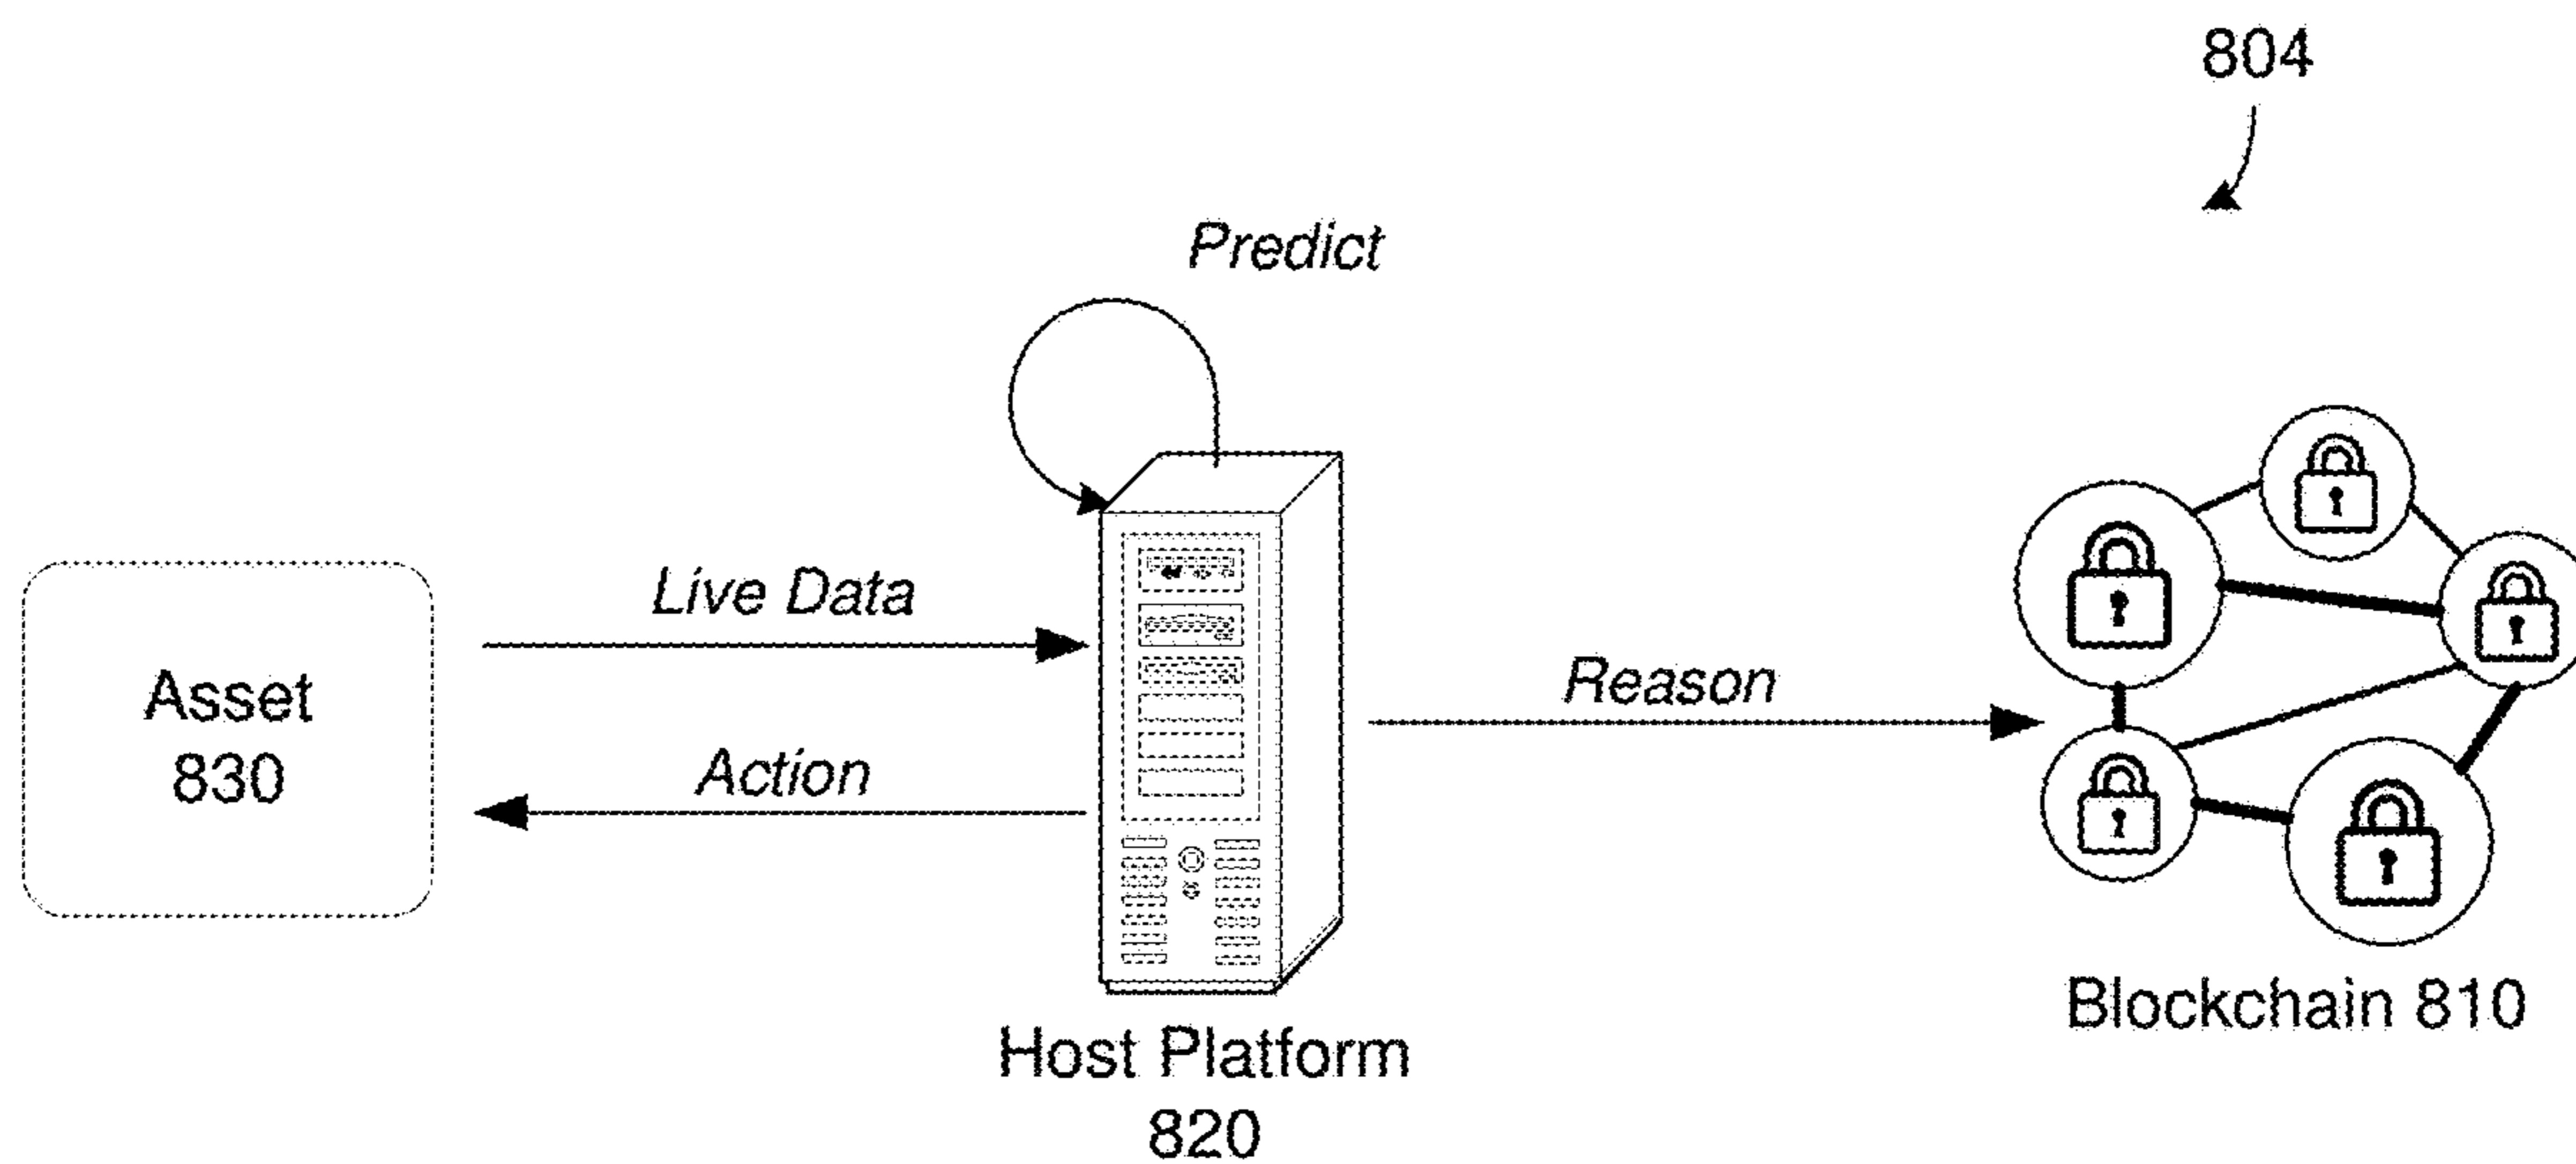 804
Predict
Live Data
Asset
830
Reason
Action
Blockchain 810
Host Platform
820